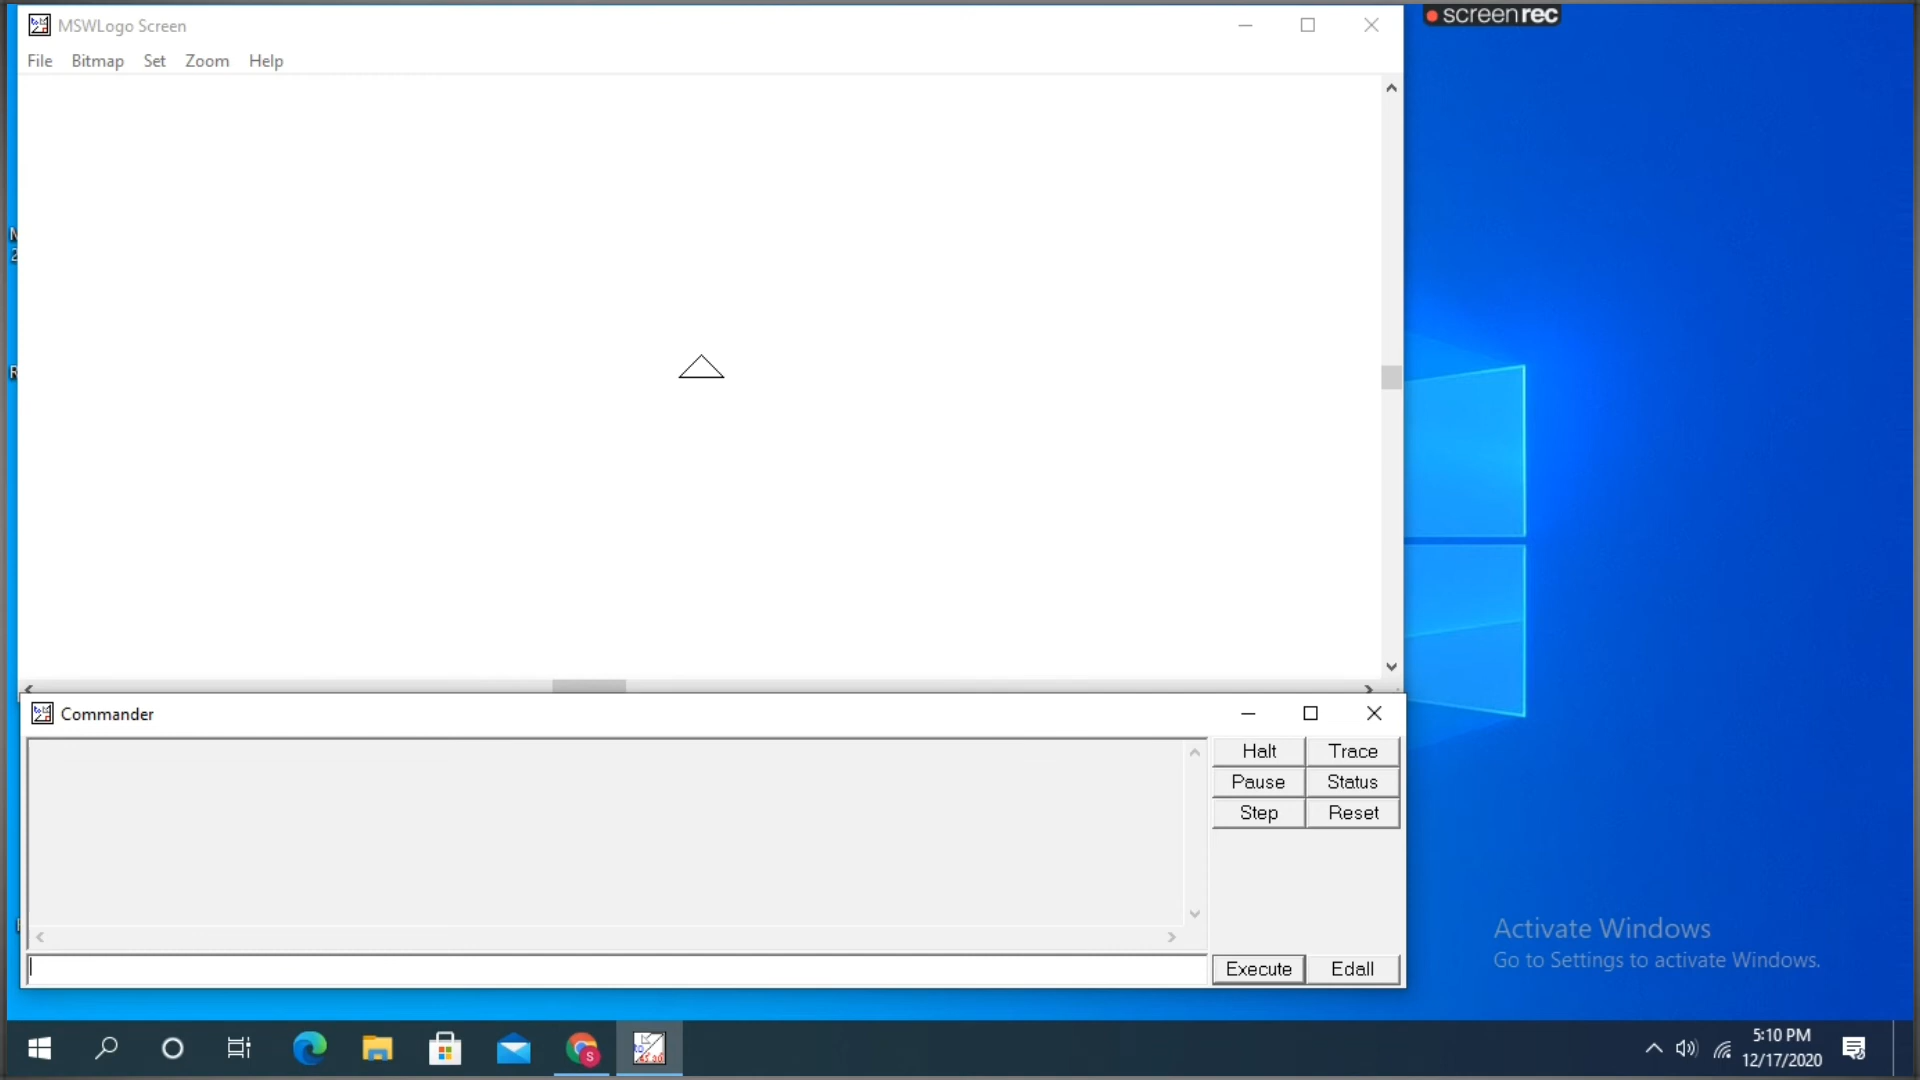 MSWLogo Screen
screenrec
File Bitmap Set Zoom Help
N
2
R
Commander
Halt Trace
Pause Status
Step Reset
Activate Windows
Go to Settings to activate Windows.
Execute Edall
S
5:10 PM
12/17/2020